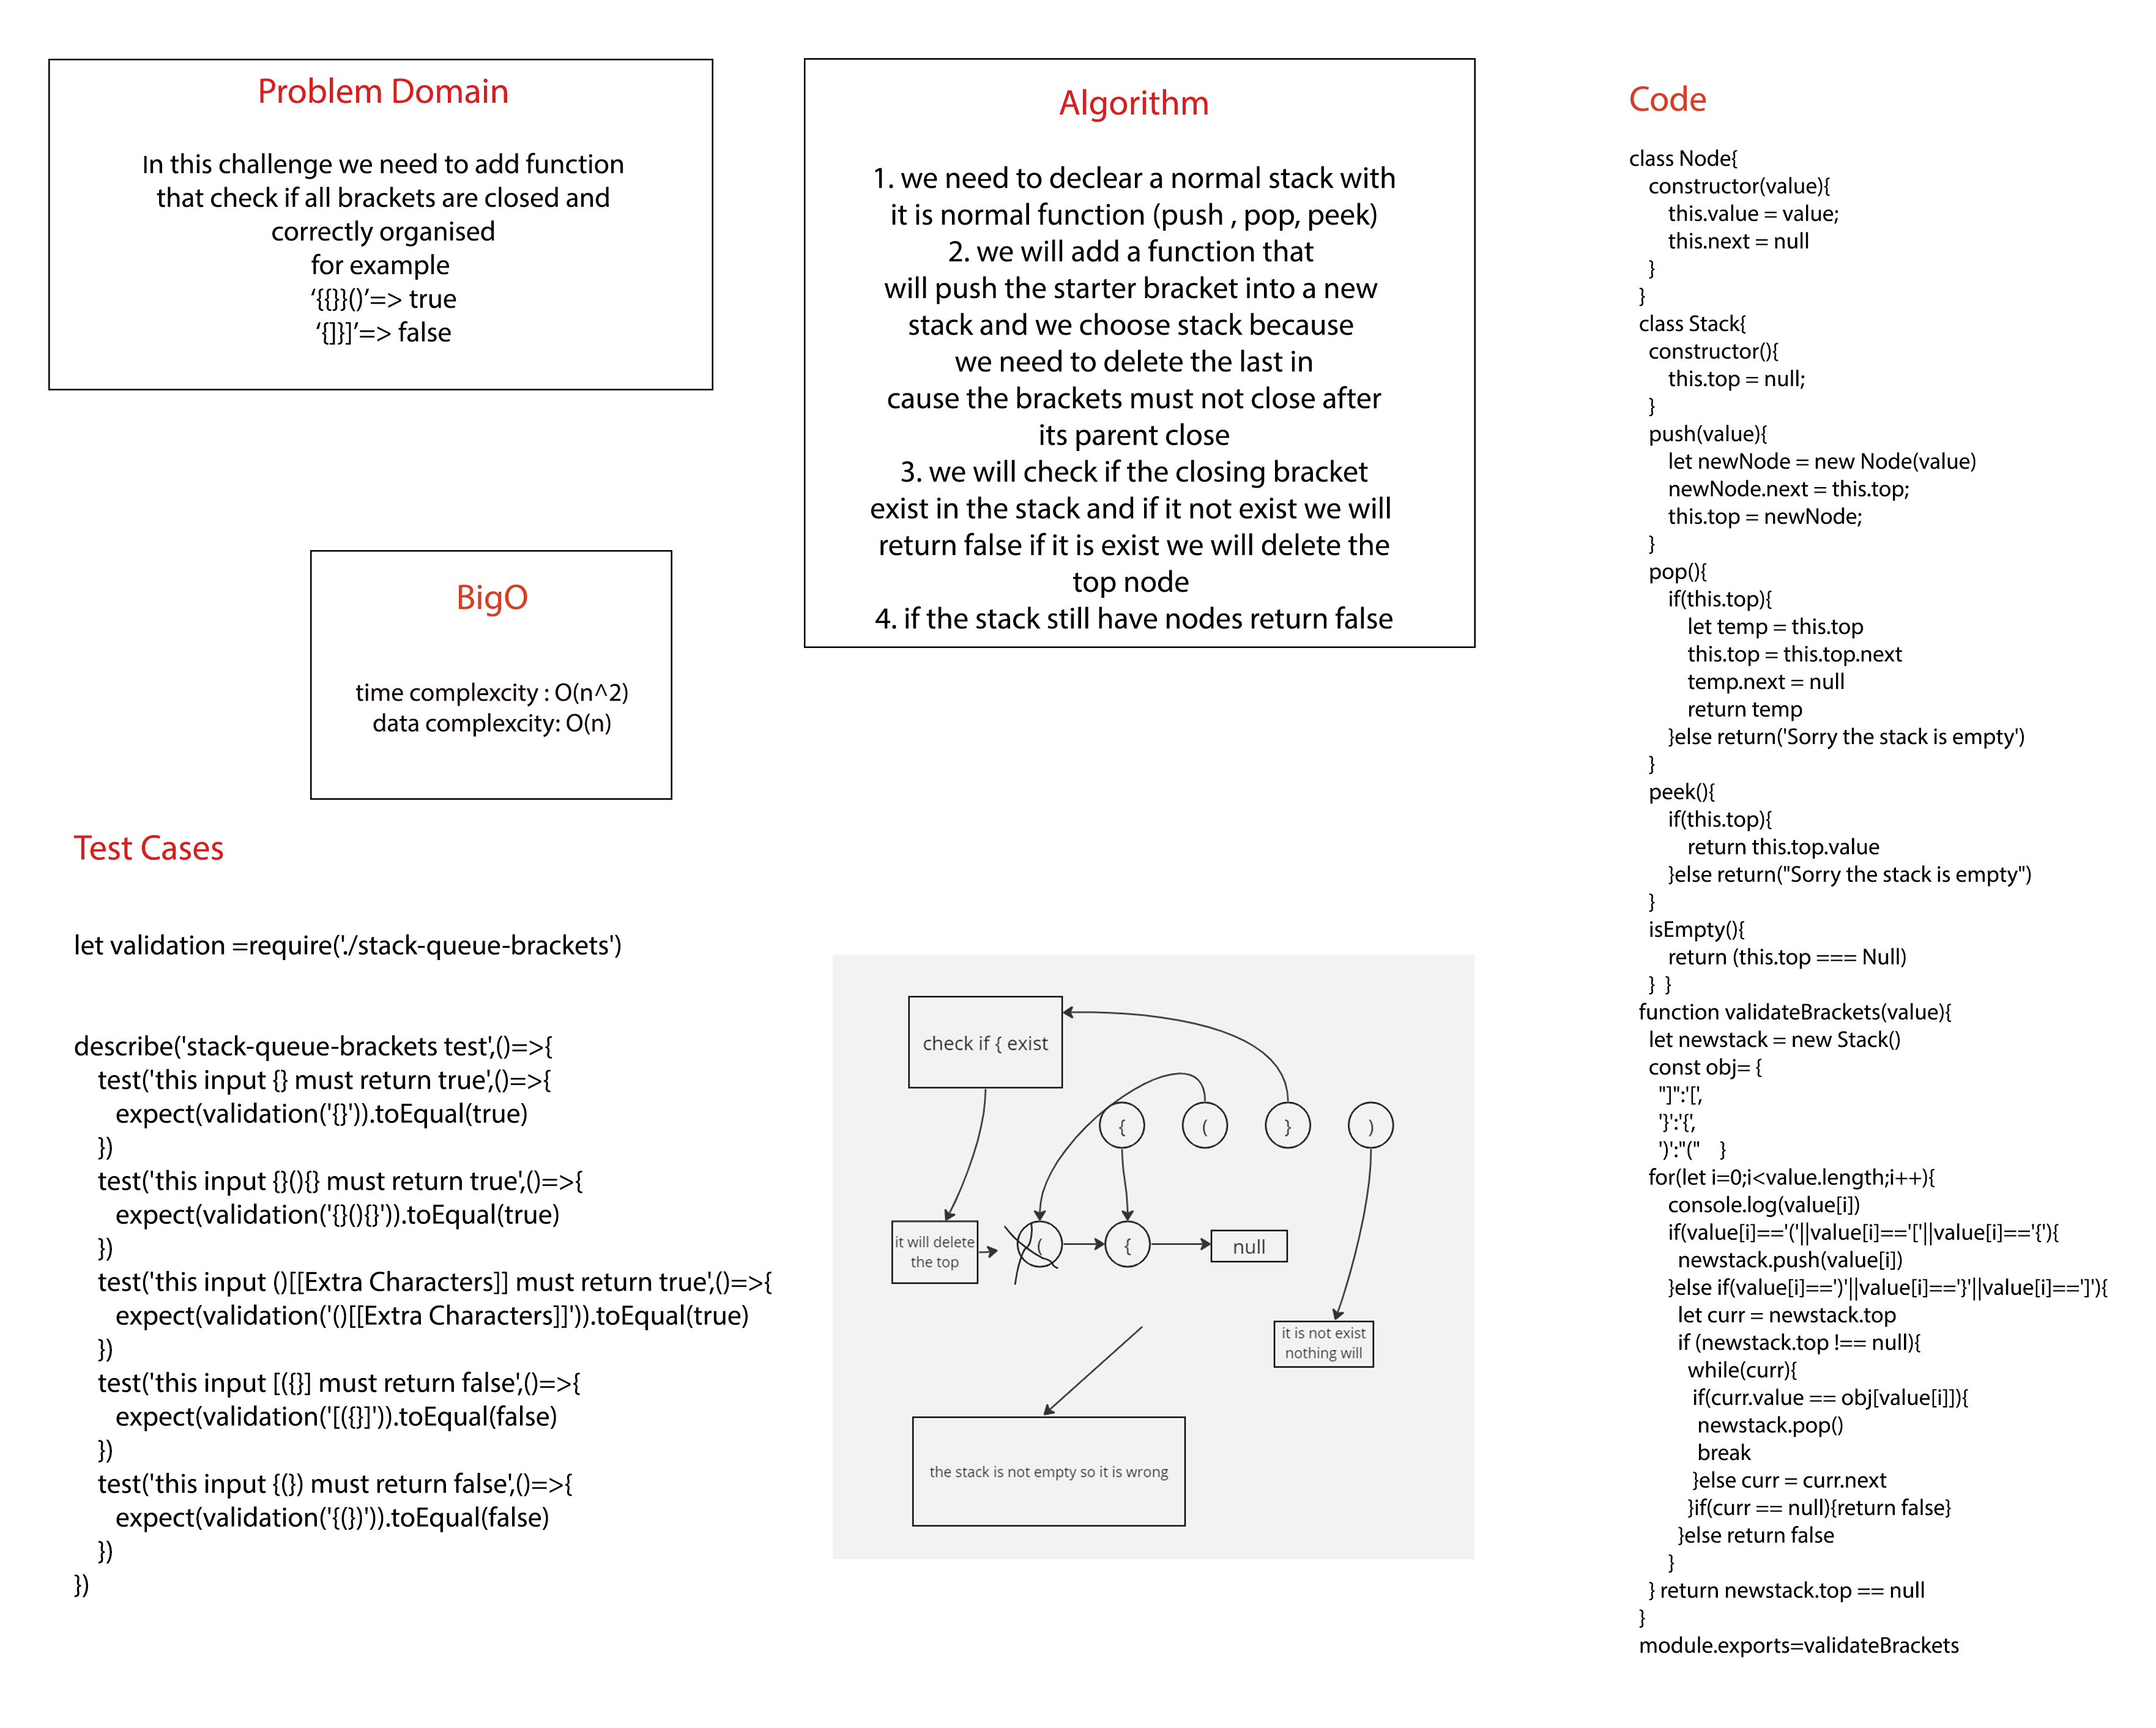 Problem Domain
In this challenge we need to add function
that check if all brackets are closed and
correctly organised
for example
‘{{}}()’=> true
‘{]}]’=> false
Algorithm
1. we need to declear a normal stack with
it is normal function (push , pop, peek)
2. we will add a function that
will push the starter bracket into a new
stack and we choose stack because
we need to delete the last in
cause the brackets must not close after
its parent close
3. we will check if the closing bracket
exist in the stack and if it not exist we will
return false if it is exist we will delete the
top node
4. if the stack still have nodes return false
BigO
time complexcity : O(n^2)
data complexcity: O(n)
Test Cases
let validation =require('./stack-queue-brackets')
describe('stack-queue-brackets test',()=>{
test('this input {} must return true',()=>{
expect(validation('{}')).toEqual(true)
})
test('this input {}(){} must return true',()=>{
expect(validation('{}(){}')).toEqual(true)
})
test('this input ()[[Extra Characters]] must return true',()=>{
expect(validation('()[[Extra Characters]]')).toEqual(true)
})
test('this input [({}] must return false',()=>{
expect(validation('[({}]')).toEqual(false)
})
test('this input {(}) must return false',()=>{
expect(validation('{(})')).toEqual(false)
})
})
check if { exist
{
(
}
)
it will delete
the top
(
{
null
it is not exist
nothing will
the stack is not empty so it is wrong
Code
class Node{
constructor(value){
this.value = value;
this.next = null
}
}
class Stack{
constructor(){
this.top = null;
}
push(value){
let newNode = new Node(value)
newNode.next = this.top;
this.top = newNode;
}
pop(){
if(this.top){
let temp = this.top
this.top = this.top.next
temp.next = null
return temp
}else return('Sorry the stack is empty')
}
peek(){
if(this.top){
return this.top.value
}else return("Sorry the stack is empty")
}
isEmpty(){
return (this.top === Null)
} }
function validateBrackets(value){
let newstack = new Stack()
const obj= {
"]":'[',
'}':'{',
')':"(" }
for(let i=0;i<value.length;i++){
console.log(value[i])
if(value[i]=='('||value[i]=='['||value[i]=='{'){
newstack.push(value[i])
}else if(value[i]==')'||value[i]=='}'||value[i]==']'){
let curr = newstack.top
if (newstack.top !== null){
while(curr){
if(curr.value == obj[value[i]]){
newstack.pop()
break
}else curr = curr.next
}if(curr == null){return false}
}else return false
}
} return newstack.top == null
}
module.exports=validateBrackets